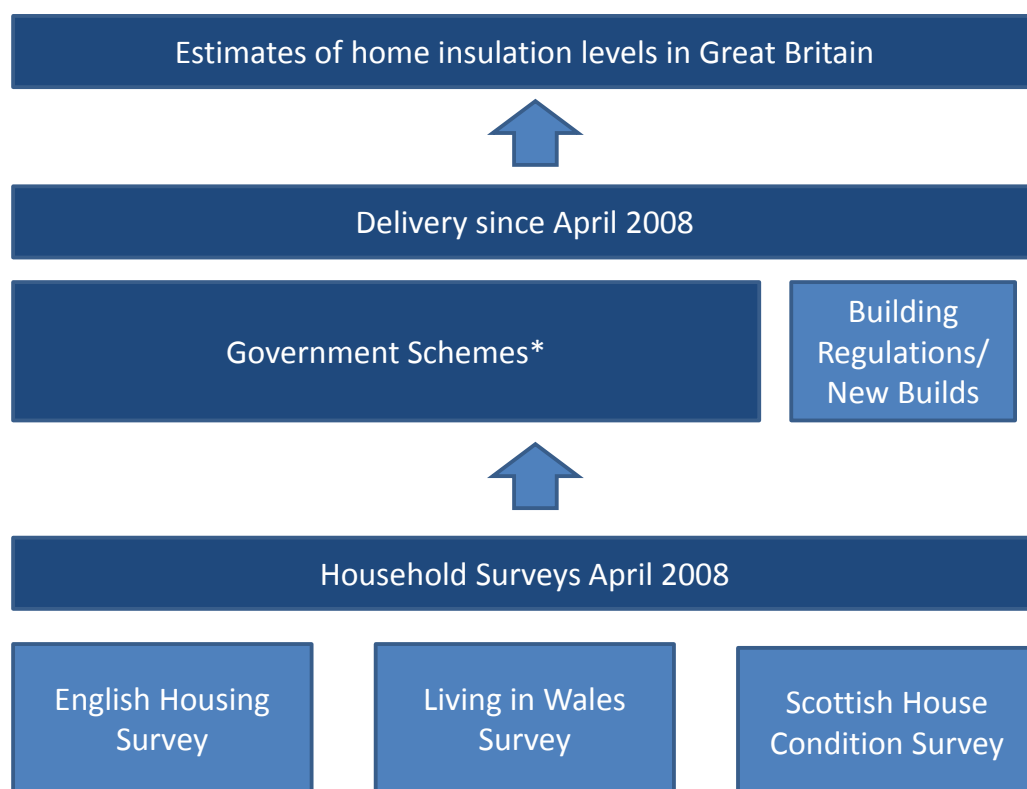 Estimates of home insulation levels in Great Britain
Delivery since April 2008
Government Schemes*
Building
Regulations/
New Builds
Household Surveys April 2008
English Housing
Survey
Living in Wales
Survey
Scottish House
Condition Survey